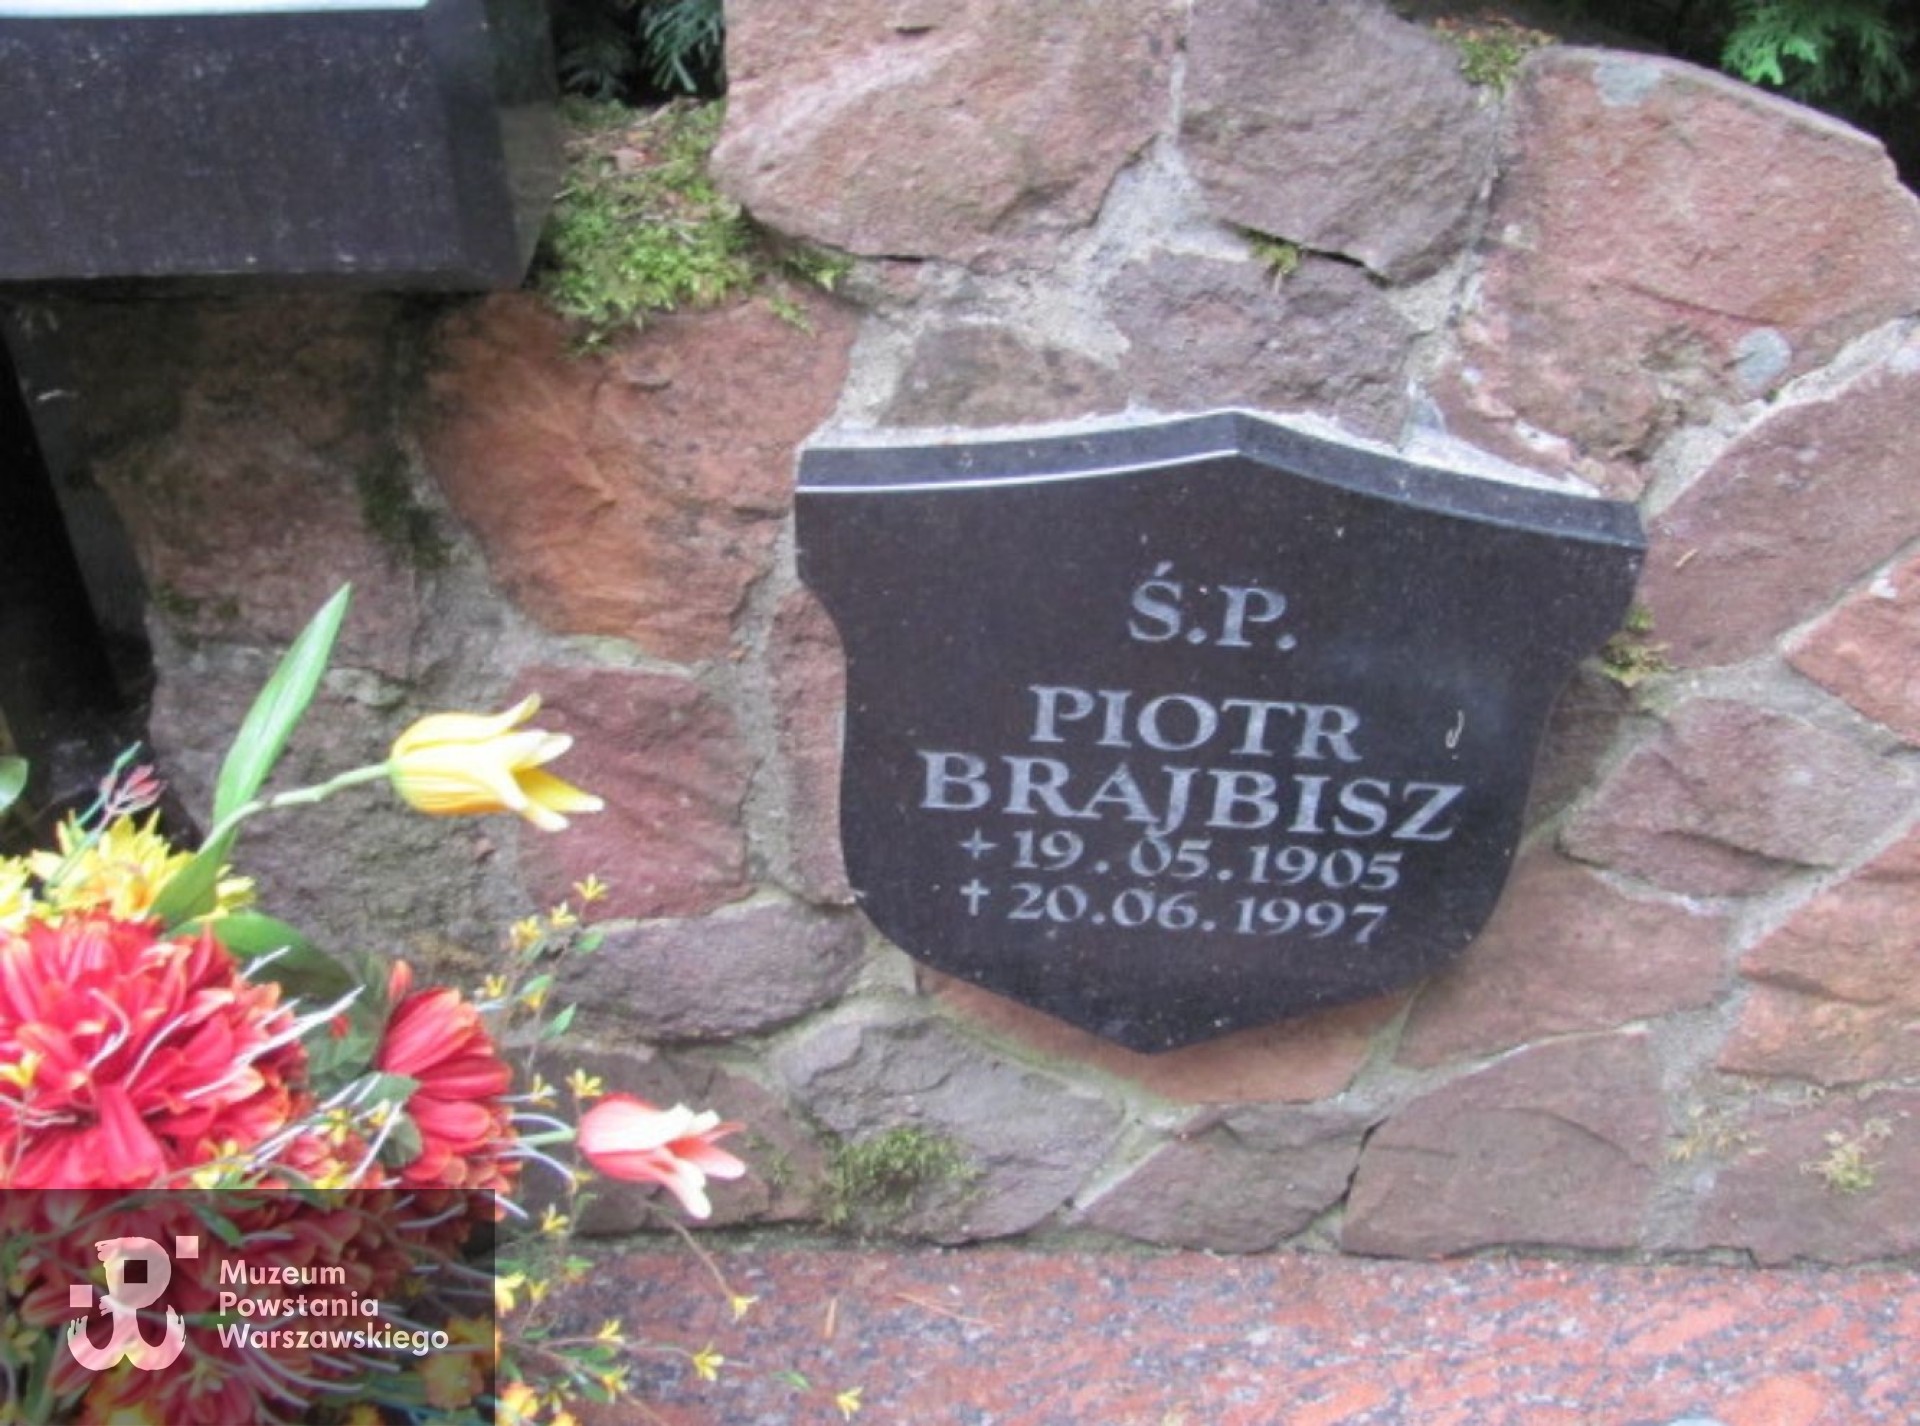 Ś.P.
PIOTR
BRAJBISZ
+ 19.05.1905
† 20.06.1997
Muzeum
Powstania
Warszawskiego